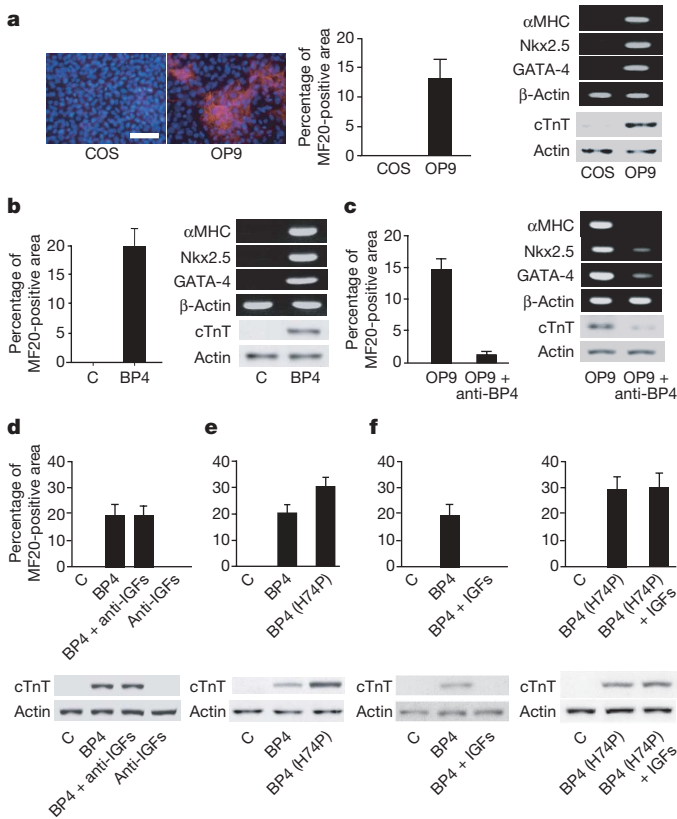 a
Percentage of
MF20-positive area
20
15
10
5
0
COS
OP9
COS
OP9
αMHC
Nkx2.5
GATA-4
β-Actin
cTnT
Actin
COS
OP9
b
Percentage of
MF20-positive area
20
15
10
5
0
C
BP4
αMHC
Nkx2.5
GATA-4
β-Actin
cTnT
Actin
C
BP4
c
Percentage of
MF20-positive area
20
15
10
5
0
OP9
OP9 +
anti-BP4
αMHC
Nkx2.5
GATA-4
β-Actin
cTnT
Actin
OP9
OP9 +
anti-BP4
d
Percentage of
MF20-positive area
40
30
20
10
0
C
BP4
BP4 + anti-IGFs
Anti-IGFs
cTnT
Actin
C
BP4
BP4 + anti-IGFs
Anti-IGFs
e
40
30
20
10
0
C
BP4
BP4 (H74P)
cTnT
Actin
C
BP4
BP4 (H74P)
f
40
30
20
10
0
C
BP4
BP4 + IGFs
cTnT
Actin
C
BP4
BP4 + IGFs
40
30
20
10
0
C
BP4 (H74P)
BP4 (H74P)
+ IGFs
cTnT
Actin
C
BP4 (H74P)
BP4 (H74P)
+ IGFs